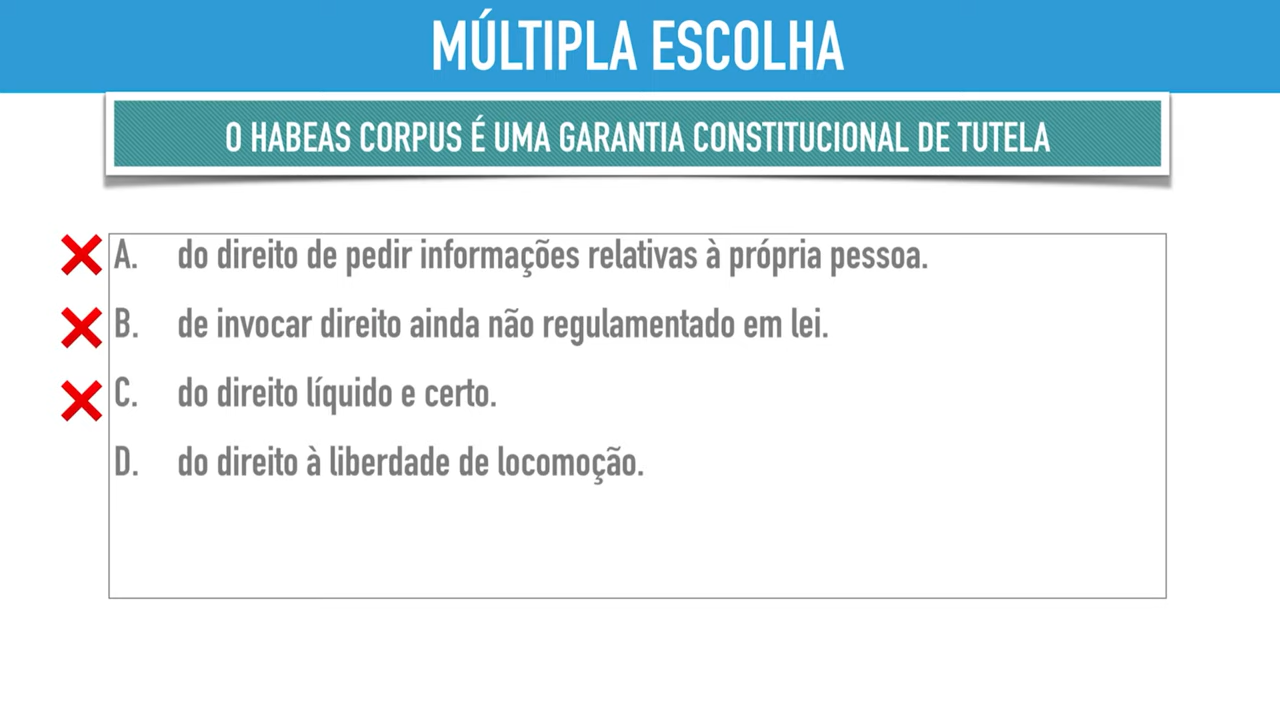 MÚLTIPLA ESCOLHA
O HABEAS CORPUS É UMA GARANTIA CONSTITUCIONAL DE TUTELA
A. do direito de pedir informações relativas à própria pessoa.
B. de invocar direito ainda não regulamentado em lei.
C. do direito líquido e certo.
D. do direito à liberdade de locomoção.